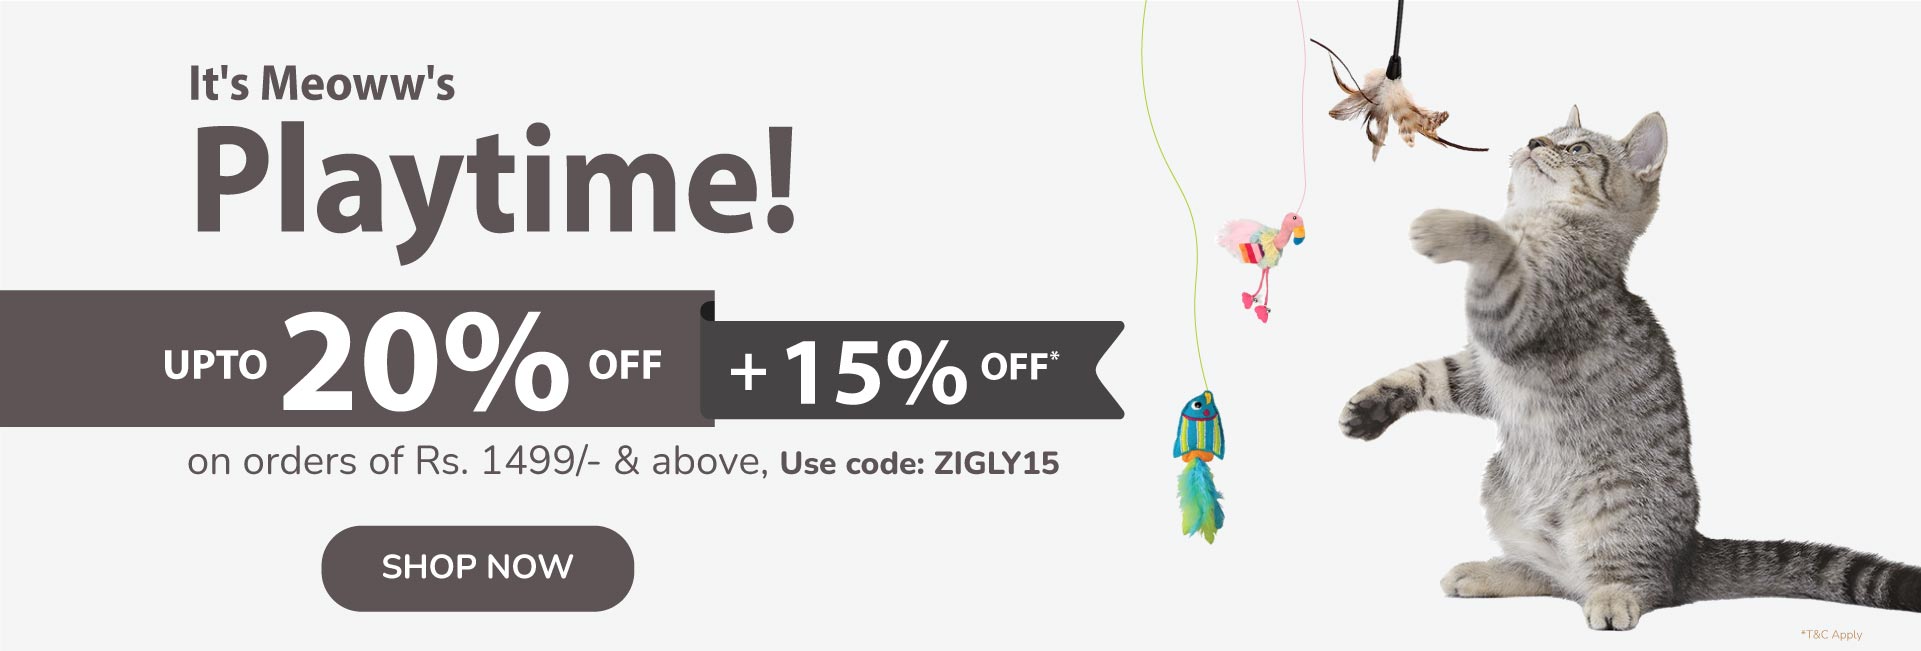 It's Meoww's
Playtime!
UPTO 20% OFF + 15% OFF*
on orders of Rs. 1499/- & above, Use code: ZIGLY15
SHOP NOW
*T&C Apply